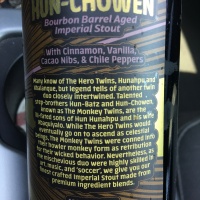 HUN-CHOWEN
Bourbon Barrel Aged
Imperial Stout
With Cinnamon, Vanilla,
Cacao Nibs, & Chile Peppers
Many know of The Hero Twins, Hunahpu and
Xbalanque, but legend tells of another twin
duo closely intertwined. Talented
step-brothers Hun-Batz and Hun-Chowen,
known as The Monkey Twins, are the
sons of Hun Hunahpu and his wife
Xbaquiyalo. While The Hero Twins would
eventually go on to ascend as celestial
beings, The Monkey Twins were conned into
their howler monkey form as retribution
for their wicked behavior. Nevertheless, as
the mischievous duo were highly skilled in
art, music, and 'soccer', we give you our
finest crafted Imperial Stout made from
premium ingredient blends.